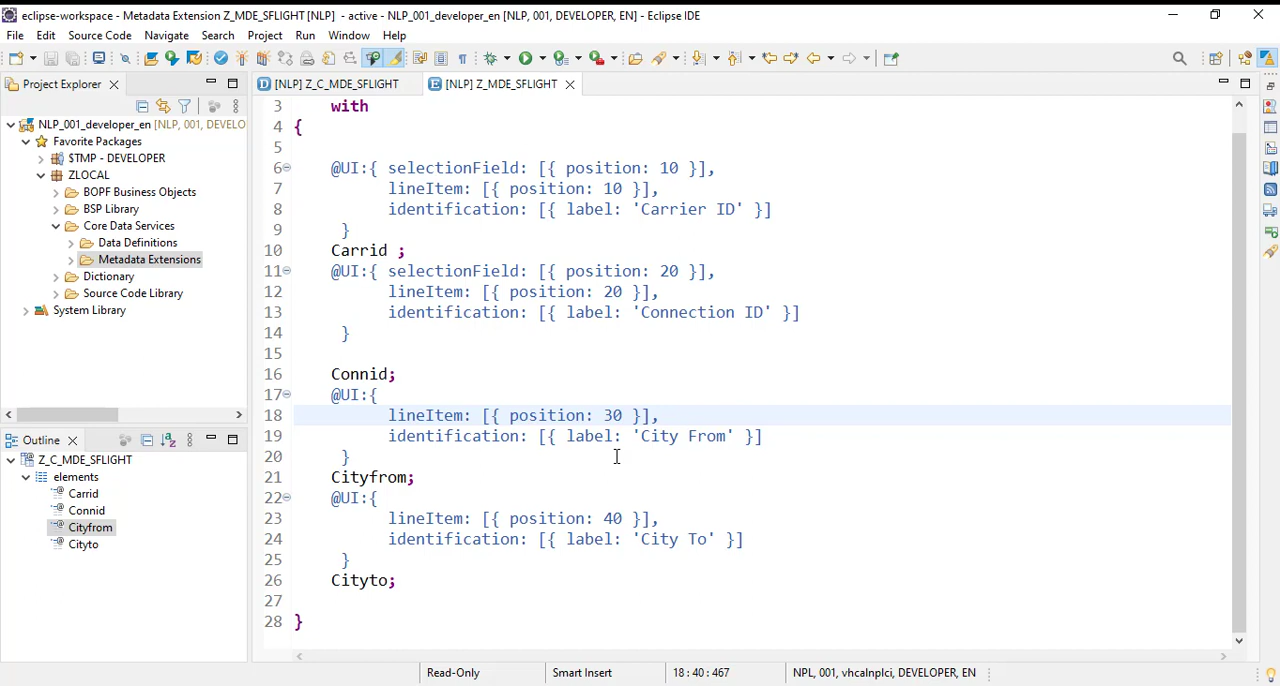 eclipse-workspace - Metadata Extension Z_MDE_SFLIGHT [NLP] - active - NLP_001_developer_en [NLP, 001, DEVELOPER, EN] - Eclipse IDE
File Edit Source Code Navigate Search Project Run Window Help
Project Explorer
NLP_001_developer_en [NLP, 001, DEVELO
Favorite Packages
$TMP - DEVELOPER
ZLOCAL
BOPF Business Objects
BSP Library
Core Data Services
Data Definitions
Metadata Extensions
Dictionary
Source Code Library
System Library
Outline
Z_C_MDE_SFLIGHT
elements
Carrid
Connid
Cityfrom
Cityto
[NLP] Z_C_MDE_SFLIGHT [NLP] Z_MDE_SFLIGHT
3 with
4 {
5
6 @UI:{ selectionField: [{ position: 10 }],
7 lineItem: [{ position: 10 }],
8 identification: [{ label: 'Carrier ID' }]
9 }
10 Carrid ;
11 @UI:{ selectionField: [{ position: 20 }],
12 lineItem: [{ position: 20 }],
13 identification: [{ label: 'Connection ID' }]
14 }
15
16 Connid;
17 @UI:{
18 lineItem: [{ position: 30 }],
19 identification: [{ label: 'City From' }]
20 }
21 Cityfrom;
22 @UI:{
23 lineItem: [{ position: 40 }],
24 identification: [{ label: 'City To' }]
25 }
26 Cityto;
27
28 }
Read-Only Smart Insert 18 : 40 : 467 NPL, 001, vhcalnplci, DEVELOPER, EN